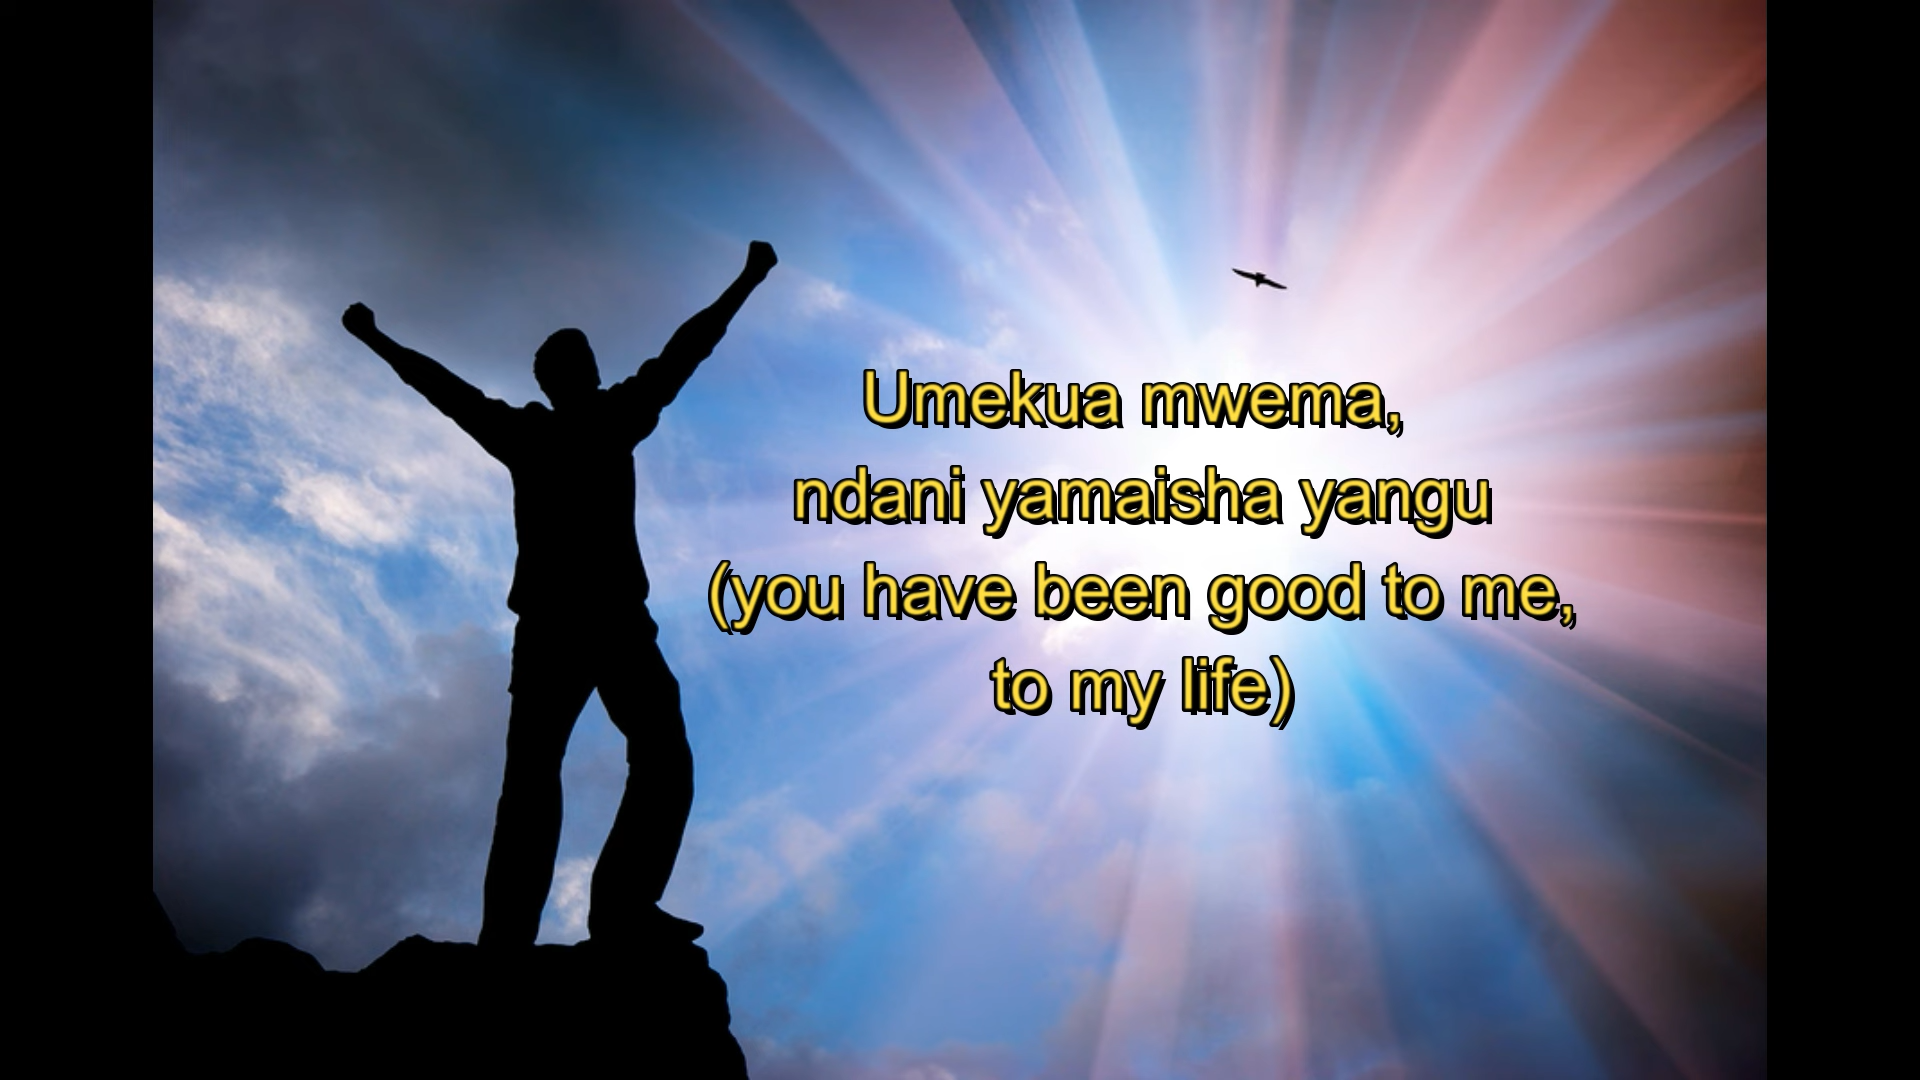 Umekua mwema,
ndani yamaisha yangu
(you have been good to me,
to my life)